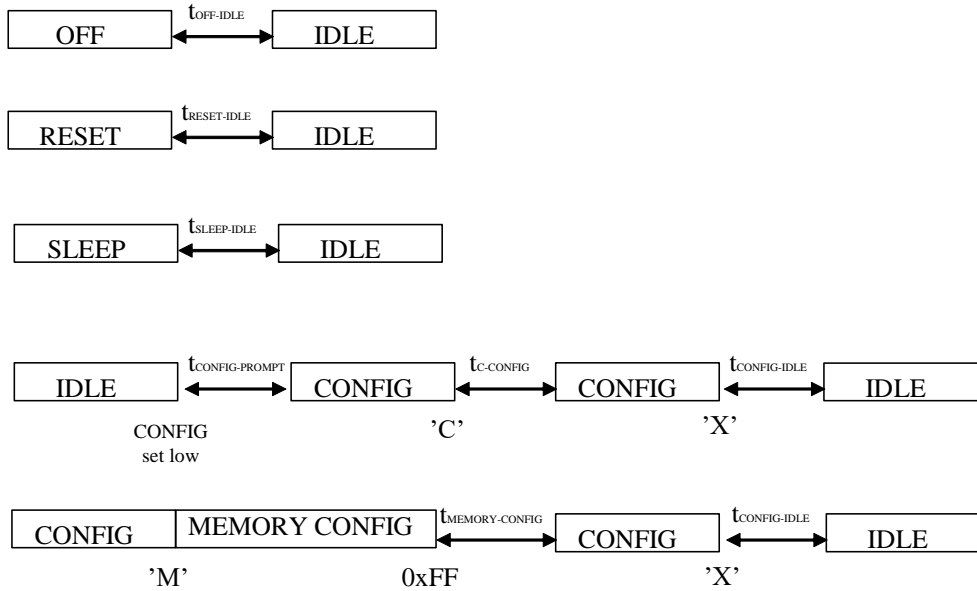 tOFF-IDLE
OFF IDLE
tRESET-IDLE
RESET IDLE
tSLEEP-IDLE
SLEEP IDLE
tCONFIG-PROMPT tC-CONFIG tCONFIG-IDLE
IDLE CONFIG CONFIG IDLE
CONFIG
set low
’C’ ’X’
tMEMORY-CONFIG tCONFIG-IDLE
CONFIG MEMORY CONFIG CONFIG IDLE
’M’ 0xFF ’X’